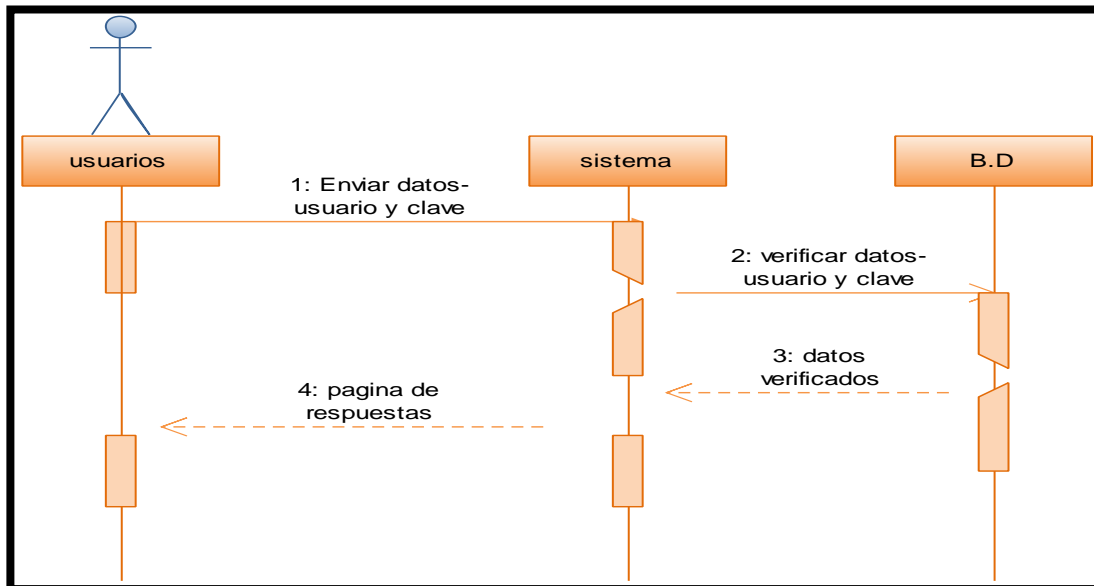 usuarios
sistema
B.D
1: Enviar datos-
usuario y clave
2: verificar datos-
usuario y clave
3: datos
verificados
4: pagina de
respuestas